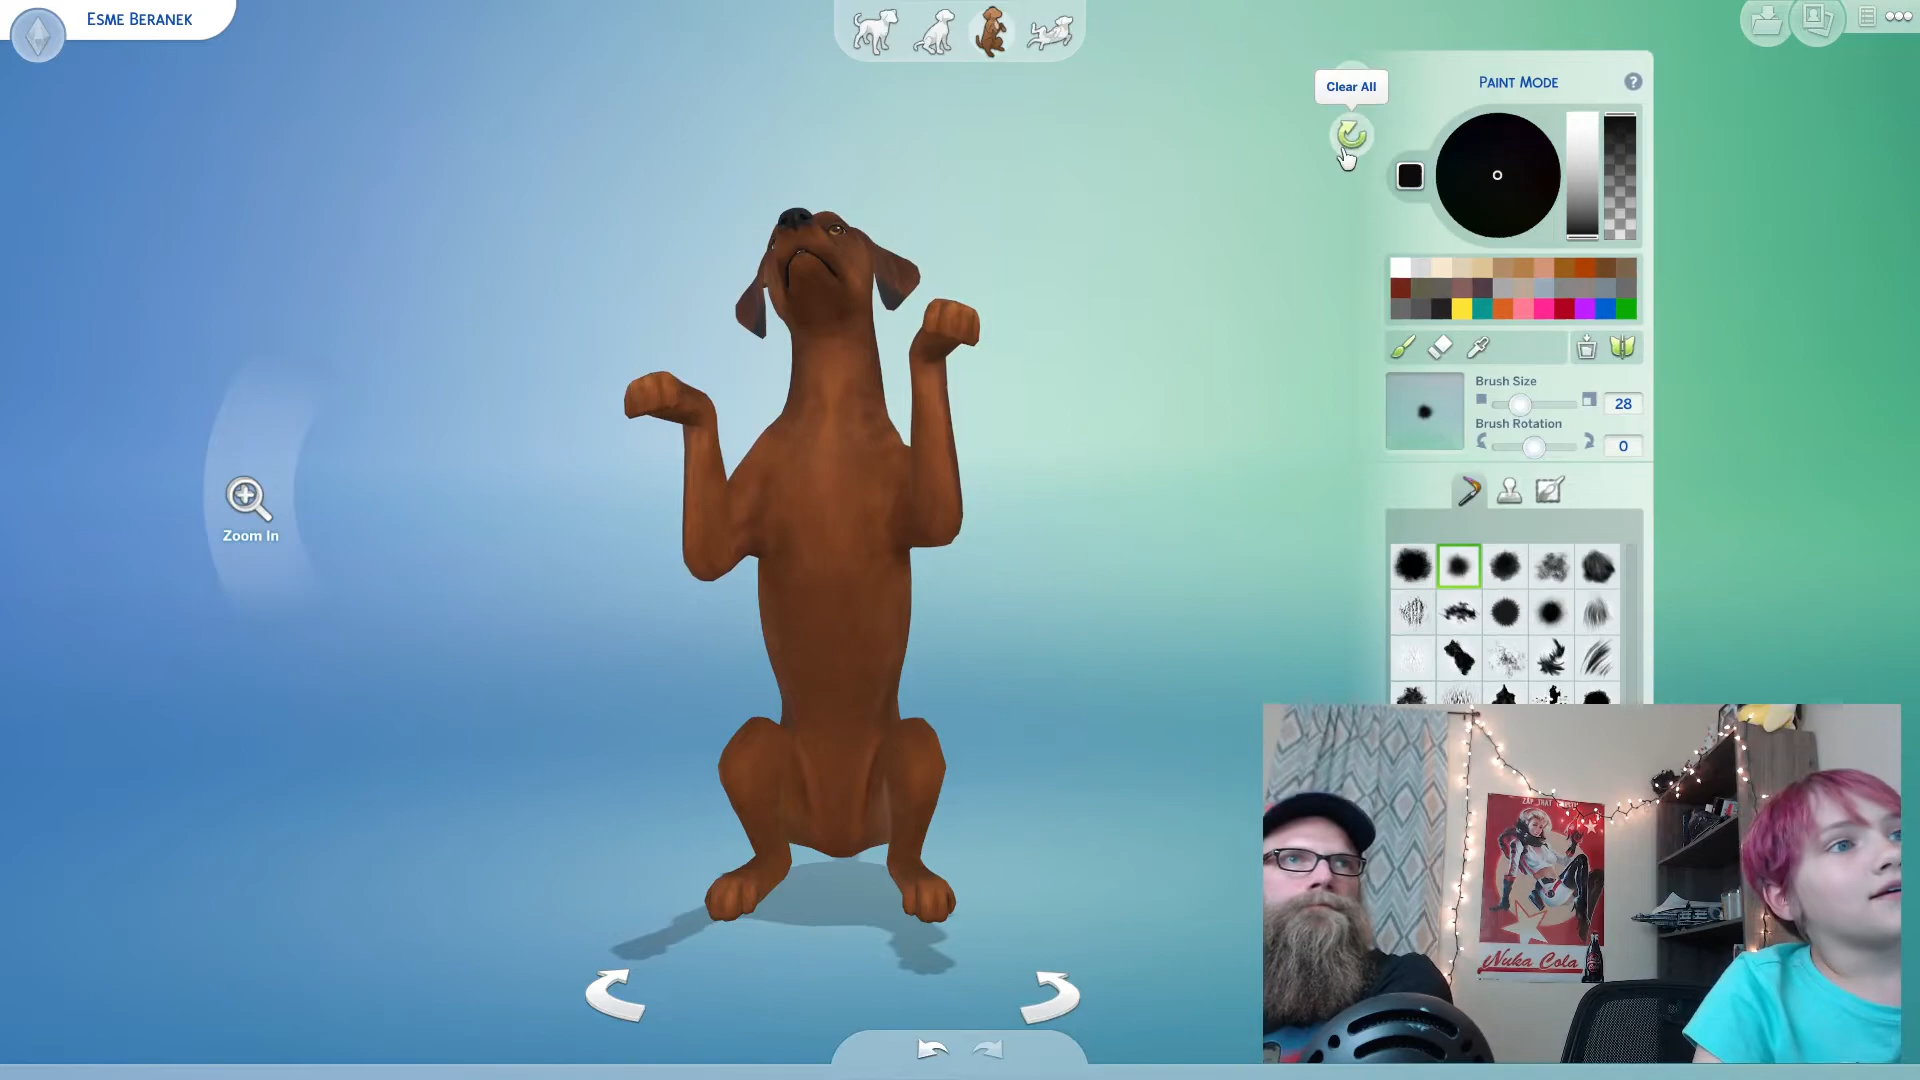 Esme Beranek
Clear All
Paint Mode
?
Brush Size
28
Brush Rotation
0
Zoom In
Nuka Cola